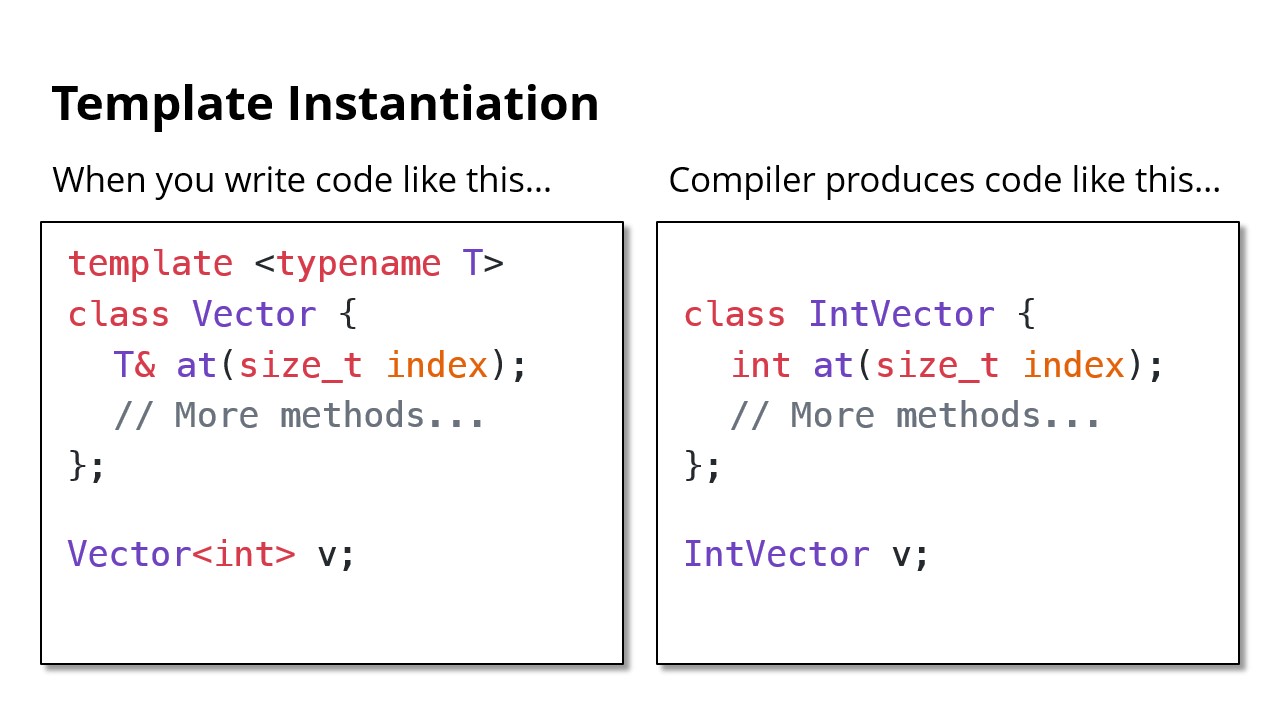 Template Instantiation
When you write code like this...
template <typename T>
class Vector {
T& at(size_t index);
// More methods...
};
Vector<int> v;
Compiler produces code like this...
class IntVector {
int at(size_t index);
// More methods...
};
IntVector v;